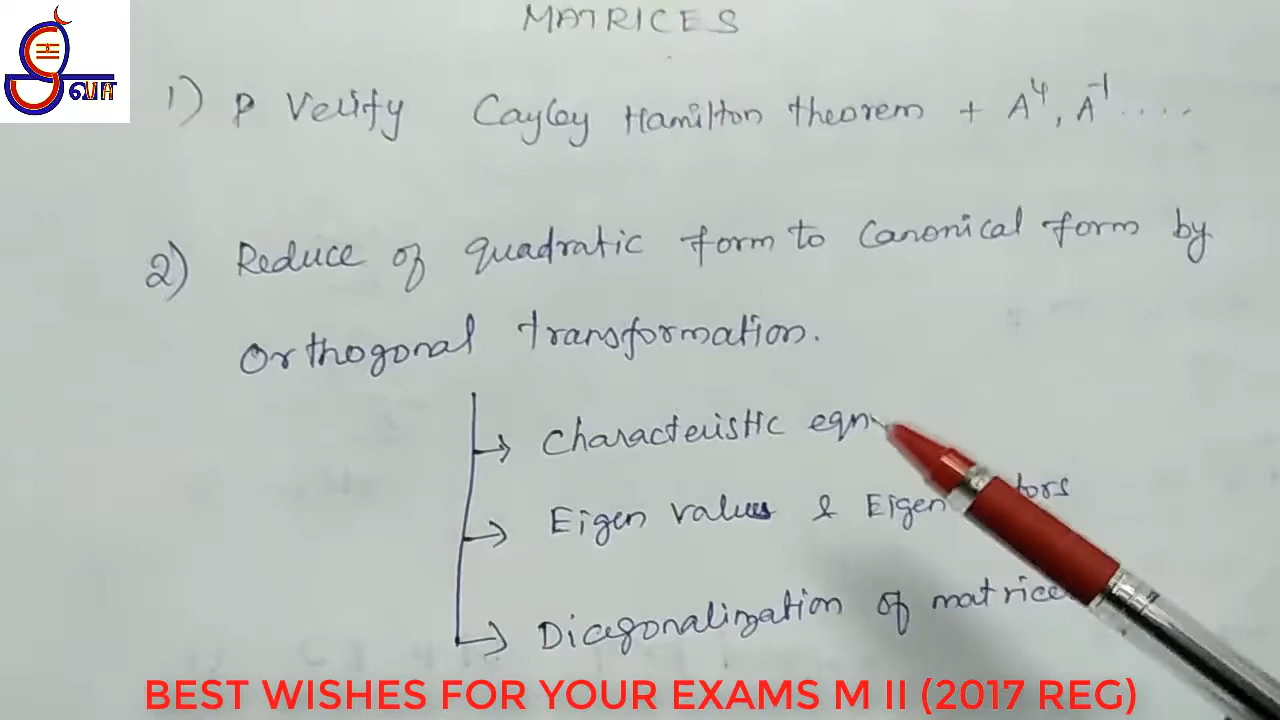 MATRICES
சிவா
1) P Verify Cayley Hamilton theorem + A⁴, A⁻¹ .....
2) Reduce of quadratic form to Canonical form by
Orthogonal transformation.
→ Characteristic eqn
→ Eigen values & Eigen tors
→ Diagonalization of matrice
BEST WISHES FOR YOUR EXAMS M II (2017 REG)